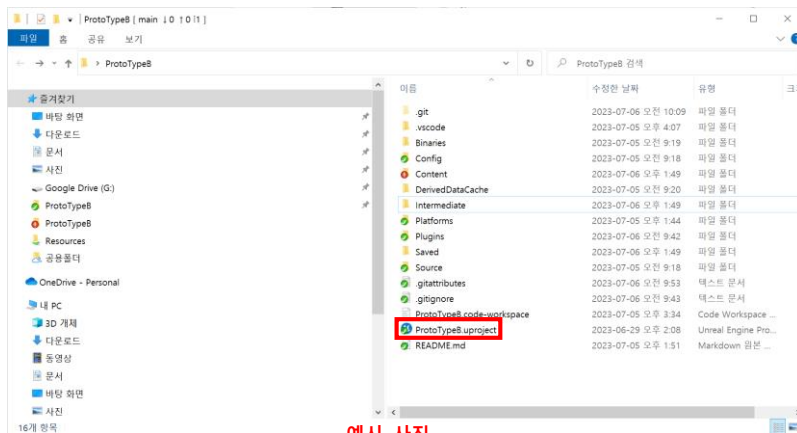 ProtoTypeB [ main ↓0 ↑0 !1 ]
파일 홈 공유 보기
ProtoTypeB
ProtoTypeB 검색
이름 수정한 날짜 유형
즐겨찾기
바탕 화면
다운로드
문서
사진
Google Drive (G:)
ProtoTypeB
ProtoTypeB
Resources
공용폴더
OneDrive - Personal
내 PC
3D 개체
다운로드
동영상
문서
바탕 화면
사진
.git 2023-07-06 오전 10:09 파일 폴더
.vscode 2023-07-05 오후 4:07 파일 폴더
Binaries 2023-07-05 오전 9:19 파일 폴더
Config 2023-07-05 오전 9:18 파일 폴더
Content 2023-07-06 오후 1:49 파일 폴더
DerivedDataCache 2023-07-05 오전 9:20 파일 폴더
Intermediate 2023-07-06 오후 1:49 파일 폴더
Platforms 2023-07-05 오후 1:44 파일 폴더
Plugins 2023-07-06 오전 9:42 파일 폴더
Saved 2023-07-06 오후 1:49 파일 폴더
Source 2023-07-05 오전 9:18 파일 폴더
.gitattributes 2023-07-06 오전 9:53 텍스트 문서
.gitignore 2023-07-06 오전 9:43 텍스트 문서
ProtoTypeB.code-workspace 2023-07-05 오후 3:34 Code Workspace ...
ProtoTypeB.uproject 2023-06-29 오후 2:08 Unreal Engine Pro...
README.md 2023-07-05 오후 1:51 Markdown 원본 ...
16개 항목
예시 사진